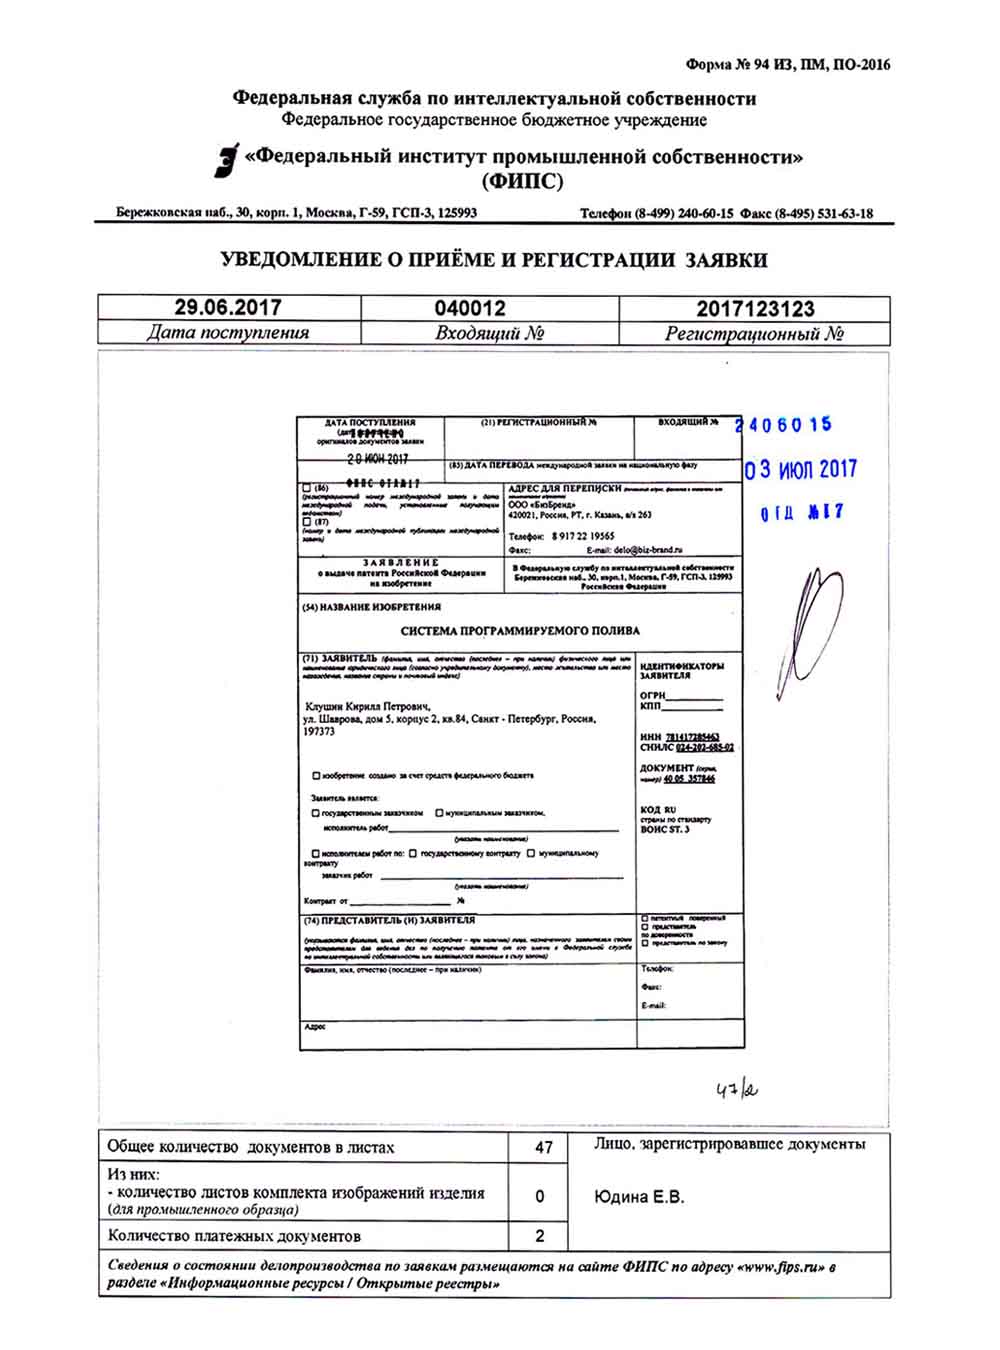 Форма № 94 ИЗ, ПМ, ПО-2016
Федеральная служба по интеллектуальной собственности
Федеральное государственное бюджетное учреждение
«Федеральный институт промышленной собственности»
(ФИПС)
Бережковская наб., 30, корп. 1, Москва, Г-59, ГСП-3, 125993 Телефон (8-499) 240-60-15 Факс (8-495) 531-63-18
УВЕДОМЛЕНИЕ О ПРИЁМЕ И РЕГИСТРАЦИИ ЗАЯВКИ
29.06.2017 040012 2017123123
Дата поступления Входящий № Регистрационный №
ДАТА ПОСТУПЛЕНИЯ (21) РЕГИСТРАЦИОННЫЙ № ВХОДЯЩИЙ №
2406015
оригиналов документов заявки
29 ИЮН 2017
(85) ДАТА ПЕРЕВОДА международной заявки на национальную фазу
03 ИЮЛ 2017
ФИПС ОТД№17
ОТД №17
(86)
(регистрационный номер международной заявки и дата
международной подачи, установленные получающим
ведомством)
(87)
(номер и дата международной публикации международной
заявки)
АДРЕС ДЛЯ ПЕРЕПИСКИ
ООО «БизБренд»
420021, Россия, РТ, г. Казань, а/я 263
Телефон: 8 917 22 19565
Факс: E-mail: delo@biz-brand.ru
ЗАЯВЛЕНИЕ
о выдаче патента Российской Федерации
на изобретение
В Федеральную службу по интеллектуальной собственности
Бережковская наб., 30, корп.1, Москва, Г-59, ГСП-3, 125993
Российская Федерация
(54) НАЗВАНИЕ ИЗОБРЕТЕНИЯ
СИСТЕМА ПРОГРАММИРУЕМОГО ПОЛИВА
(71) ЗАЯВИТЕЛЬ (фамилия, имя, отчество (последнее – при наличии) физического лица или
наименование юридического лица (согласно учредительному документу), место жительства или место
нахождения, название страны и почтовый индекс)
Клушин Кирилл Петрович,
ул. Шаврова, дом 5, корпус 2, кв.84, Санкт - Петербург, Россия,
197373
изобретение создано за счет средств федерального бюджета
Заявитель является:
государственным заказчиком муниципальным заказчиком,
исполнитель работ
(указать наименование)
исполнителем работ по: государственному контракту муниципальному
контракту
заказчик работ
(указать наименование)
Контракт от №
ИДЕНТИФИКАТОРЫ
ЗАЯВИТЕЛЯ
ОГРН
КПП
ИНН 781417285463
СНИЛС 024-202-685-02
ДОКУМЕНТ (серия,
номер) 40 05 357846
КОД RU
страны по стандарту
ВОИС ST. 3
(74) ПРЕДСТАВИТЕЛЬ (И) ЗАЯВИТЕЛЯ
(указываются фамилия, имя, отчество (последнее – при наличии) лица, назначенного заявителем своим
представителем для ведения дел по получению патента от его имени в Федеральной службе
по интеллектуальной собственности или являющегося таковым в силу закона)
патентный поверенный
представитель
по доверенности
представитель по закону
Фамилия, имя, отчество (последнее – при наличии)
Телефон:
Факс:
E-mail:
Адрес
47/2
Общее количество документов в листах 47 Лицо, зарегистрировавшее документы
Из них:
- количество листов комплекта изображений изделия 0 Юдина Е.В.
(для промышленного образца)
Количество платежных документов 2
Сведения о состоянии делопроизводства по заявкам размещаются на сайте ФИПС по адресу «www.fips.ru» в
разделе «Информационные ресурсы / Открытые реестры»